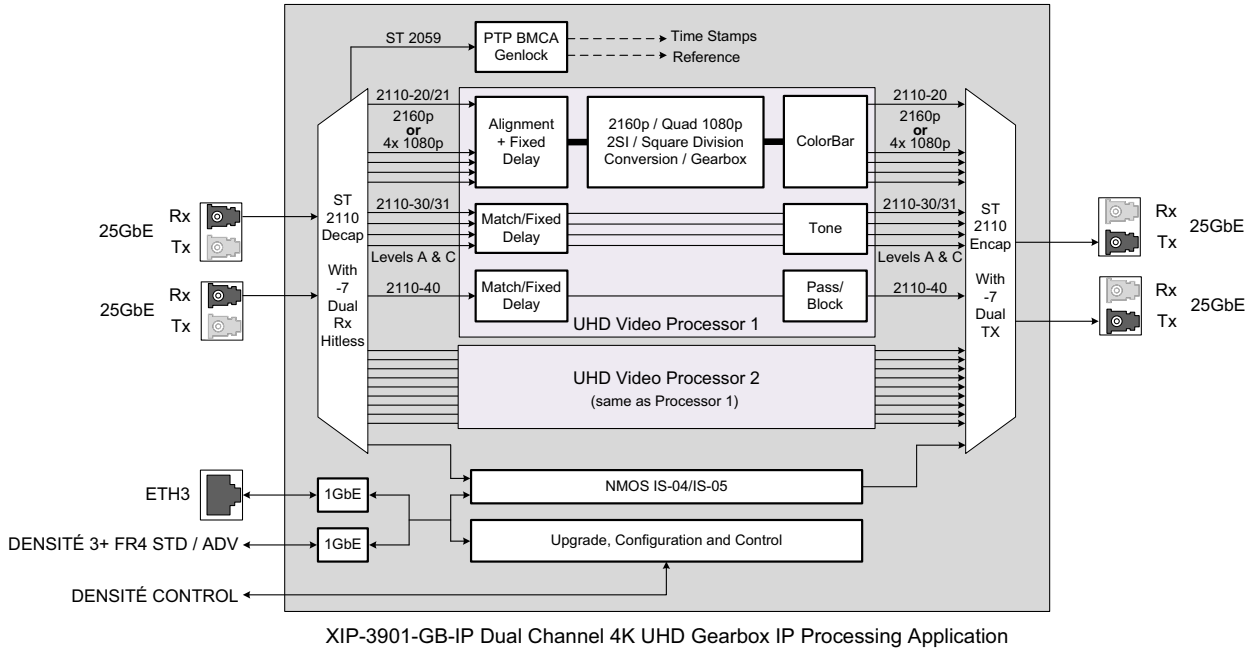 ST 2059
PTP BMCA
Genlock
Time Stamps
Reference
2110-20/21
2160p
or
4x 1080p
Alignment
+ Fixed
Delay
2160p / Quad 1080p
2SI / Square Division
Conversion / Gearbox
ColorBar
2110-20
2160p
or
4x 1080p
ST
2110
Decap
With
-7
Dual
Rx
Hitless
2110-30/31
Levels A & C
Match/Fixed
Delay
Tone
2110-30/31
Levels A & C
2110-40
Match/Fixed
Delay
Pass/
Block
2110-40
UHD Video Processor 1
ST
2110
Encap
With
-7
Dual
TX
25GbE
Rx
Tx
25GbE
Rx
Tx
Rx
Tx
25GbE
Rx
Tx
25GbE
UHD Video Processor 2
(same as Processor 1)
ETH3
1GbE
NMOS IS-04/IS-05
DENSITÉ 3+ FR4 STD / ADV
1GbE
Upgrade, Configuration and Control
DENSITÉ CONTROL
XIP-3901-GB-IP Dual Channel 4K UHD Gearbox IP Processing Application